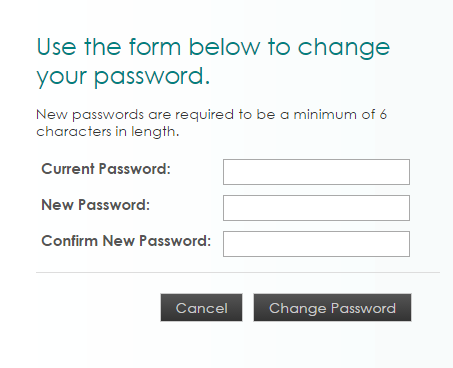 Use the form below to change
your password.
New passwords are required to be a minimum of 6
characters in length.
Current Password:
New Password:
Confirm New Password:
Cancel Change Password